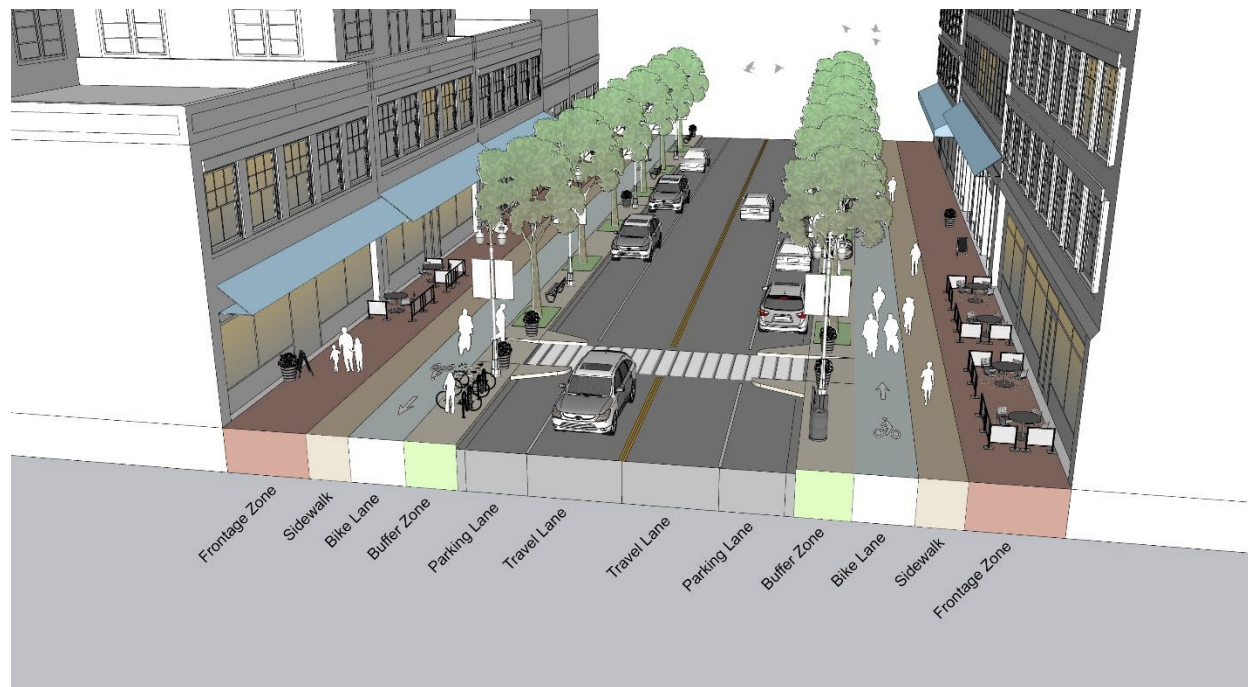 Frontage Zone
Sidewalk
Bike Lane
Buffer Zone
Parking Lane
Travel Lane
Travel Lane
Parking Lane
Buffer Zone
Bike Lane
Sidewalk
Frontage Zone